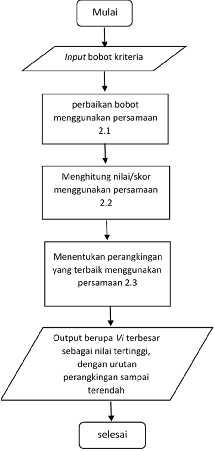 Mulai
Input bobot kriteria
perbaikan bobot
menggunakan persamaan
2.1
Menghitung nilai/skor
menggunakan persamaan
2.2
Menentukan perangkingan
yang terbaik menggunakan
persamaan 2.3
Output berupa Vi terbesar
sebagai nilai tertinggi,
dengan urutan
perangkingan sampai
terendah
selesai